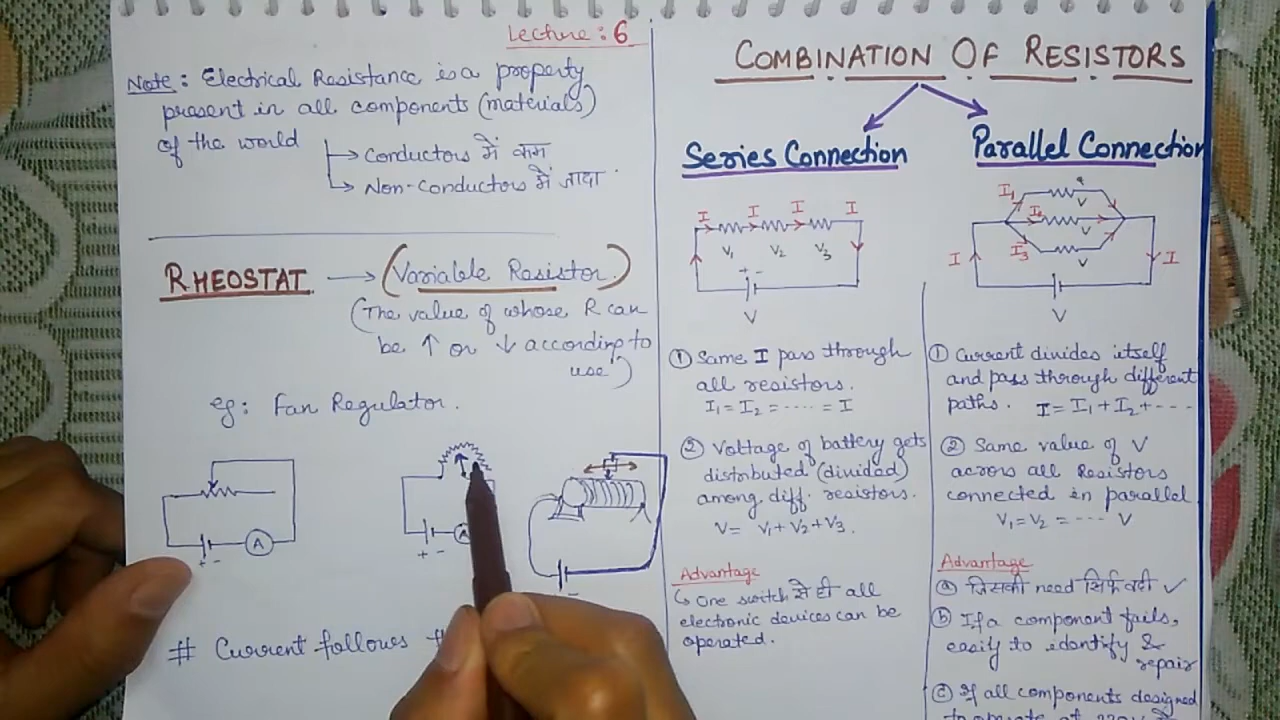 Lecture: 6
Note: Electrical Resistance is a property
present in all components (materials)
of the world
→ Conductors में कम
→ Non-Conductors में जादा
RHEOSTAT → (Variable Resistor)
(The value of whose R can
be ↑ or ↓ according to
use)
eg: Fan Regulator.
A
+ -
A
+ -
-
# Current follows
COMBINATION OF RESISTORS
Series Connection
I I I I
V₁ V₂ V₃
+ -
V
① Same I pass through
all resistors.
I₁ = I₂ = ---- = I
② Voltage of battery gets
distributed (divided)
among diff. resistors.
V = V₁ + V₂ + V₃.
Advantage
↳ One switch से ही all
electronic devices can be
operated.
Parallel Connection
I₁
V
I₂
V
I₃
V
I I
V
① Current divides itself
and pass through different
paths. I = I₁ + I₂ + ---
② Same value of V
across all Resistors
connected in parallel
V₁ = V₂ = ---- V
Advantage
ⓐ जिसकी need सिर्फ वही ✓
ⓑ If a component fails,
easily to identify &
repair
ⓒ If all components designed
to operate at 220V